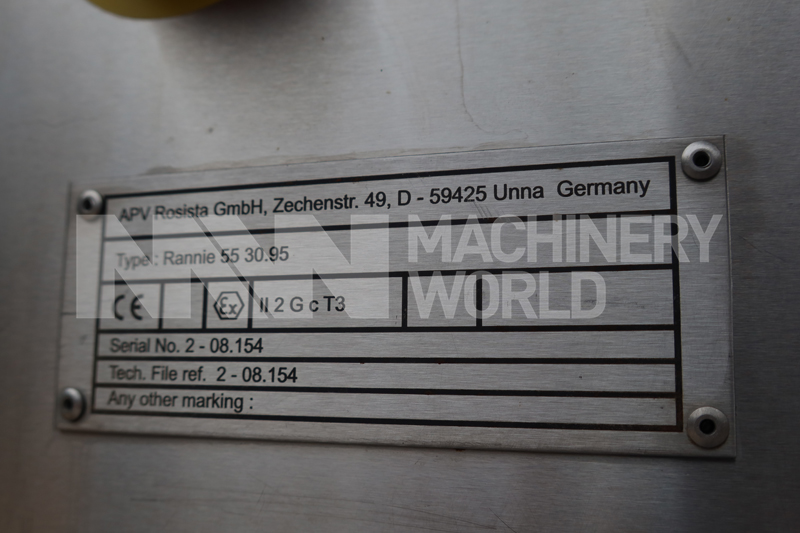 APV Rosista GmbH, Zechenstr. 49, D - 59425 Unna Germany
Type : Rannie 55 30.95
MACHINERY
WORLD
CE Ex II 2 G c T3
Serial No. 2 - 08.154
Tech. File ref. 2 - 08.154
Any other marking :